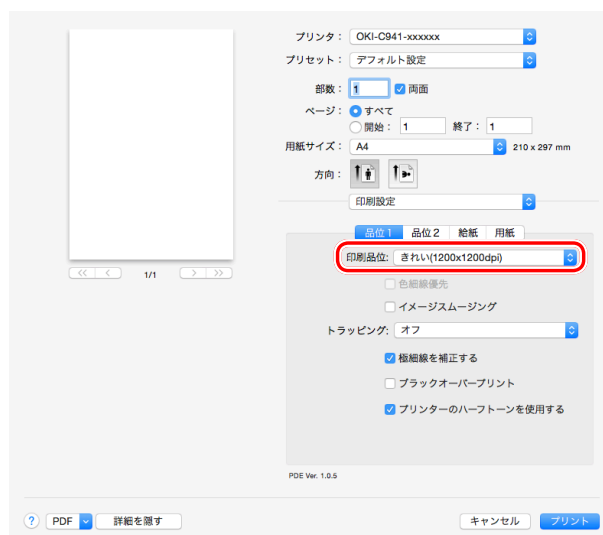 プリンタ： OKI-C941-xxxxxx
プリセット： デフォルト設定
部数： 1 両面
ページ： すべて
開始： 1 終了： 1
用紙サイズ： A4 210 x 297 mm
方向：
印刷設定
品位1 品位2 給紙 用紙
印刷品位: きれい(1200x1200dpi)
<< < 1/1 > >>
色細線優先
イメージスムージング
トラッピング: オフ
極細線を補正する
ブラックオーバープリント
プリンターのハーフトーンを使用する
PDE Ver. 1.0.5
? PDF 詳細を隠す キャンセル プリント